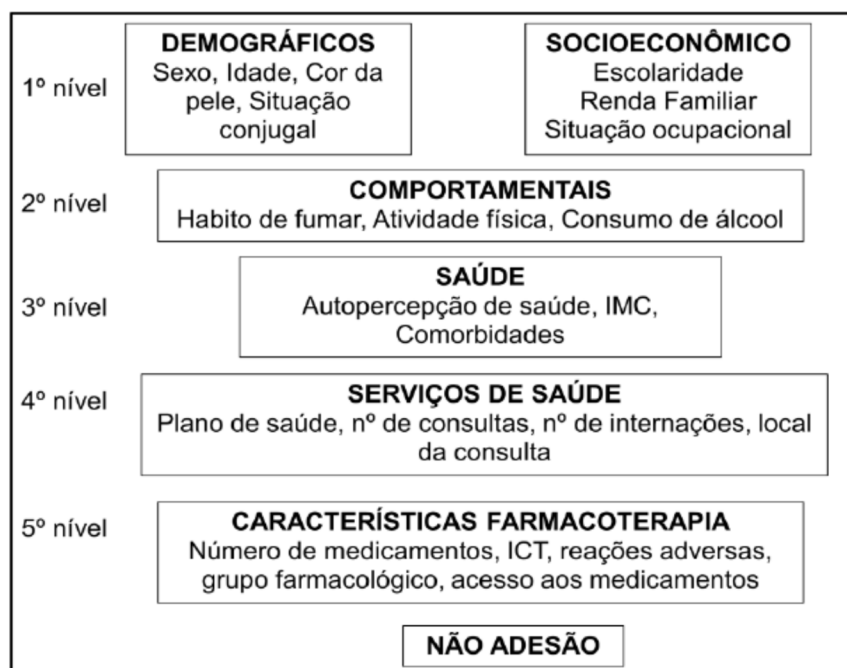 DEMOGRÁFICOS
Sexo, Idade, Cor da
pele, Situação
conjugal
SOCIOECONÔMICO
Escolaridade
Renda Familiar
Situação ocupacional
1º nível
COMPORTAMENTAIS
Habito de fumar, Atividade física, Consumo de álcool
2º nível
SAÚDE
Autopercepção de saúde, IMC,
Comorbidades
3º nível
SERVIÇOS DE SAÚDE
Plano de saúde, nº de consultas, nº de internações, local
da consulta
4º nível
CARACTERÍSTICAS FARMACOTERAPIA
Número de medicamentos, ICT, reações adversas,
grupo farmacológico, acesso aos medicamentos
5º nível
NÃO ADESÃO